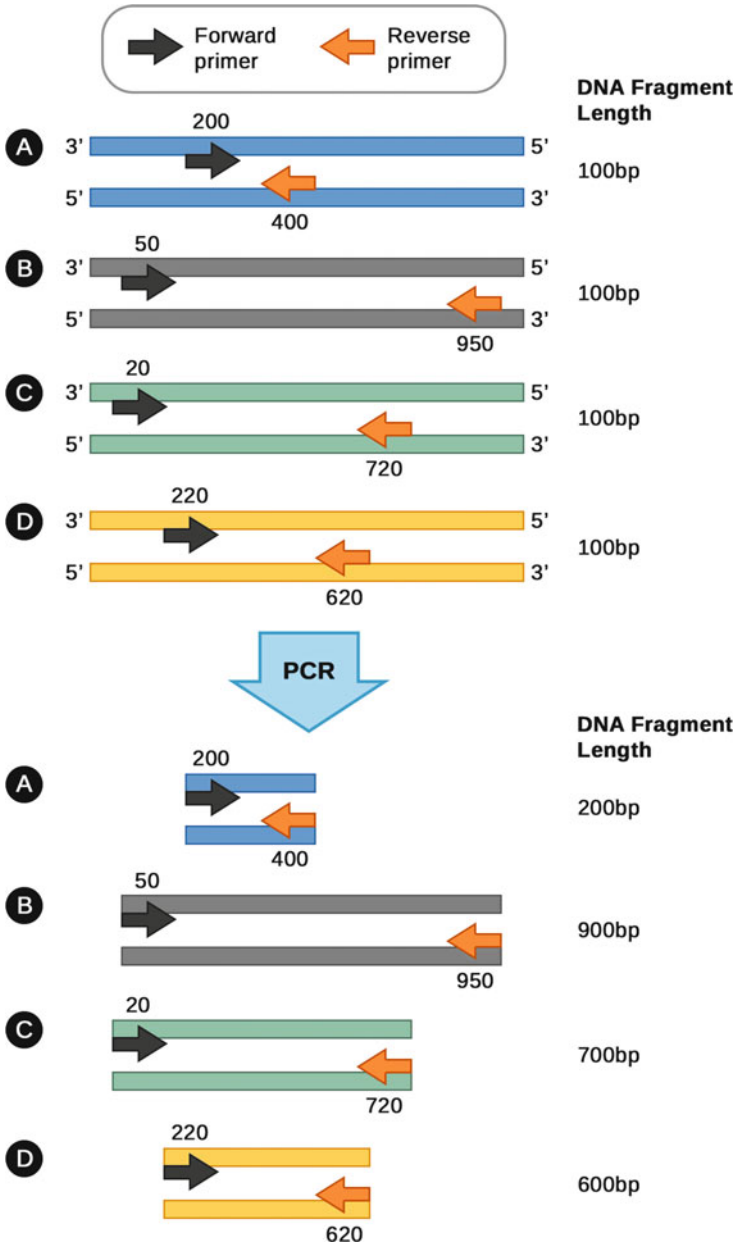 Forward primer
Reverse primer
DNA Fragment
Length
A 3’ 200 5’
100bp
5’ 400 3’
B 3’ 50 5’
100bp
5’ 950 3’
C 3’ 20 5’
100bp
5’ 720 3’
D 3’ 220 5’
100bp
5’ 620 3’
PCR
DNA Fragment
Length
A 200
200bp
400
B 50
900bp
950
C 20
700bp
720
D 220
600bp
620